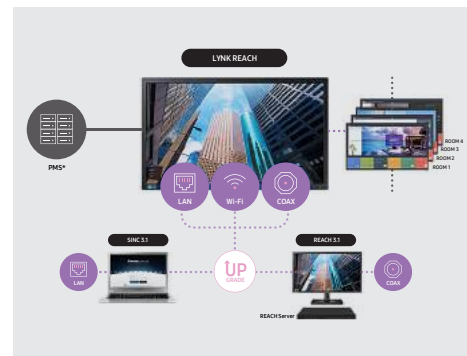 LYNK REACH
PMS*
ROOM 4
ROOM 3
ROOM 2
ROOM 1
LAN
Wi-Fi
COAX
SINC 3.1
REACH 3.1
LAN
UP
GRADE
COAX
REACH Server